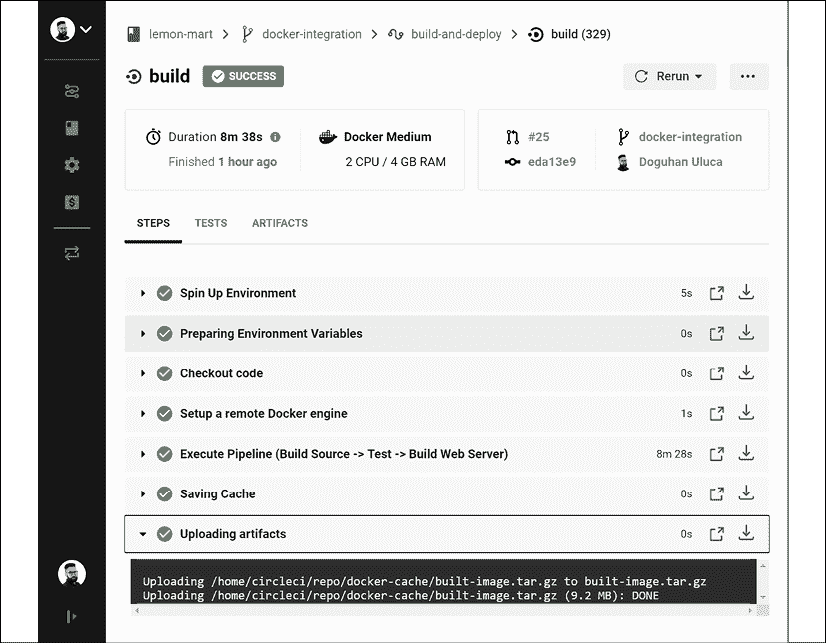 lemon-mart > docker-integration > build-and-deploy > build (329)
build SUCCESS Rerun
Duration 8m 38s Docker Medium #25 docker-integration
Finished 1 hour ago 2 CPU / 4 GB RAM eda13e9 Doguhan Uluca
STEPS TESTS ARTIFACTS
Spin Up Environment 5s
Preparing Environment Variables 0s
Checkout code 0s
Setup a remote Docker engine 1s
Execute Pipeline (Build Source -> Test -> Build Web Server) 8m 28s
Saving Cache 0s
Uploading artifacts 0s
Uploading /home/circleci/repo/docker-cache/built-image.tar.gz to built-image.tar.gz
Uploading /home/circleci/repo/docker-cache/built-image.tar.gz (9.2 MB): DONE